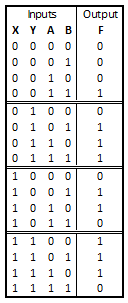 Inputs Output
X Y A B F
0 0 0 0 0
0 0 0 1 0
0 0 1 0 0
0 0 1 1 1
0 1 0 0 0
0 1 0 1 1
0 1 1 0 1
0 1 1 1 1
1 0 0 0 0
1 0 0 1 1
1 0 1 0 1
1 0 1 1 0
1 1 0 0 1
1 1 0 1 1
1 1 1 0 1
1 1 1 1 0